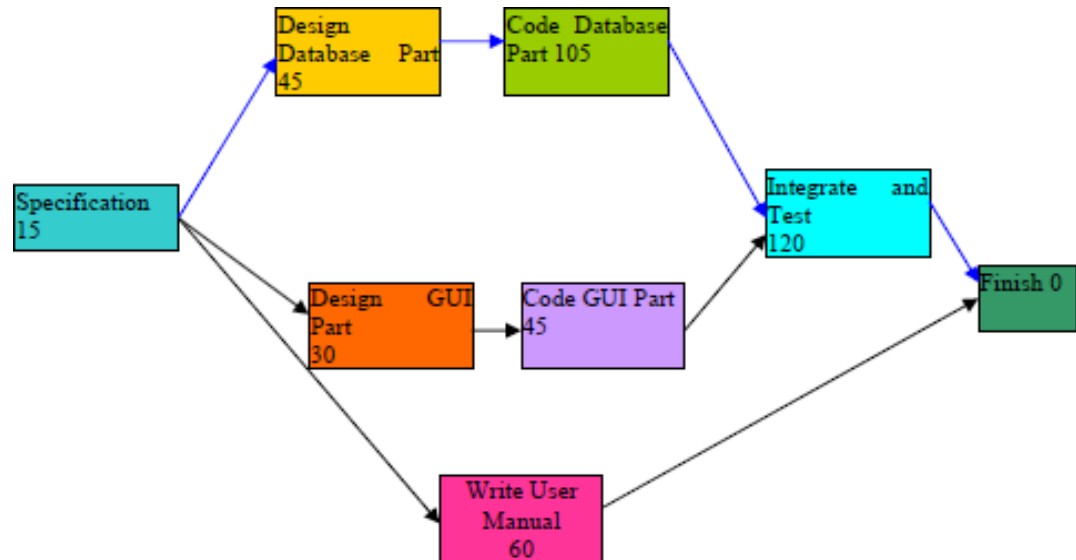 Design
Database Part
45
Code Database
Part 105
Specification
15
Integrate and
Test
120
Finish 0
Design GUI
Part
30
Code GUI Part
45
Write User
Manual
60